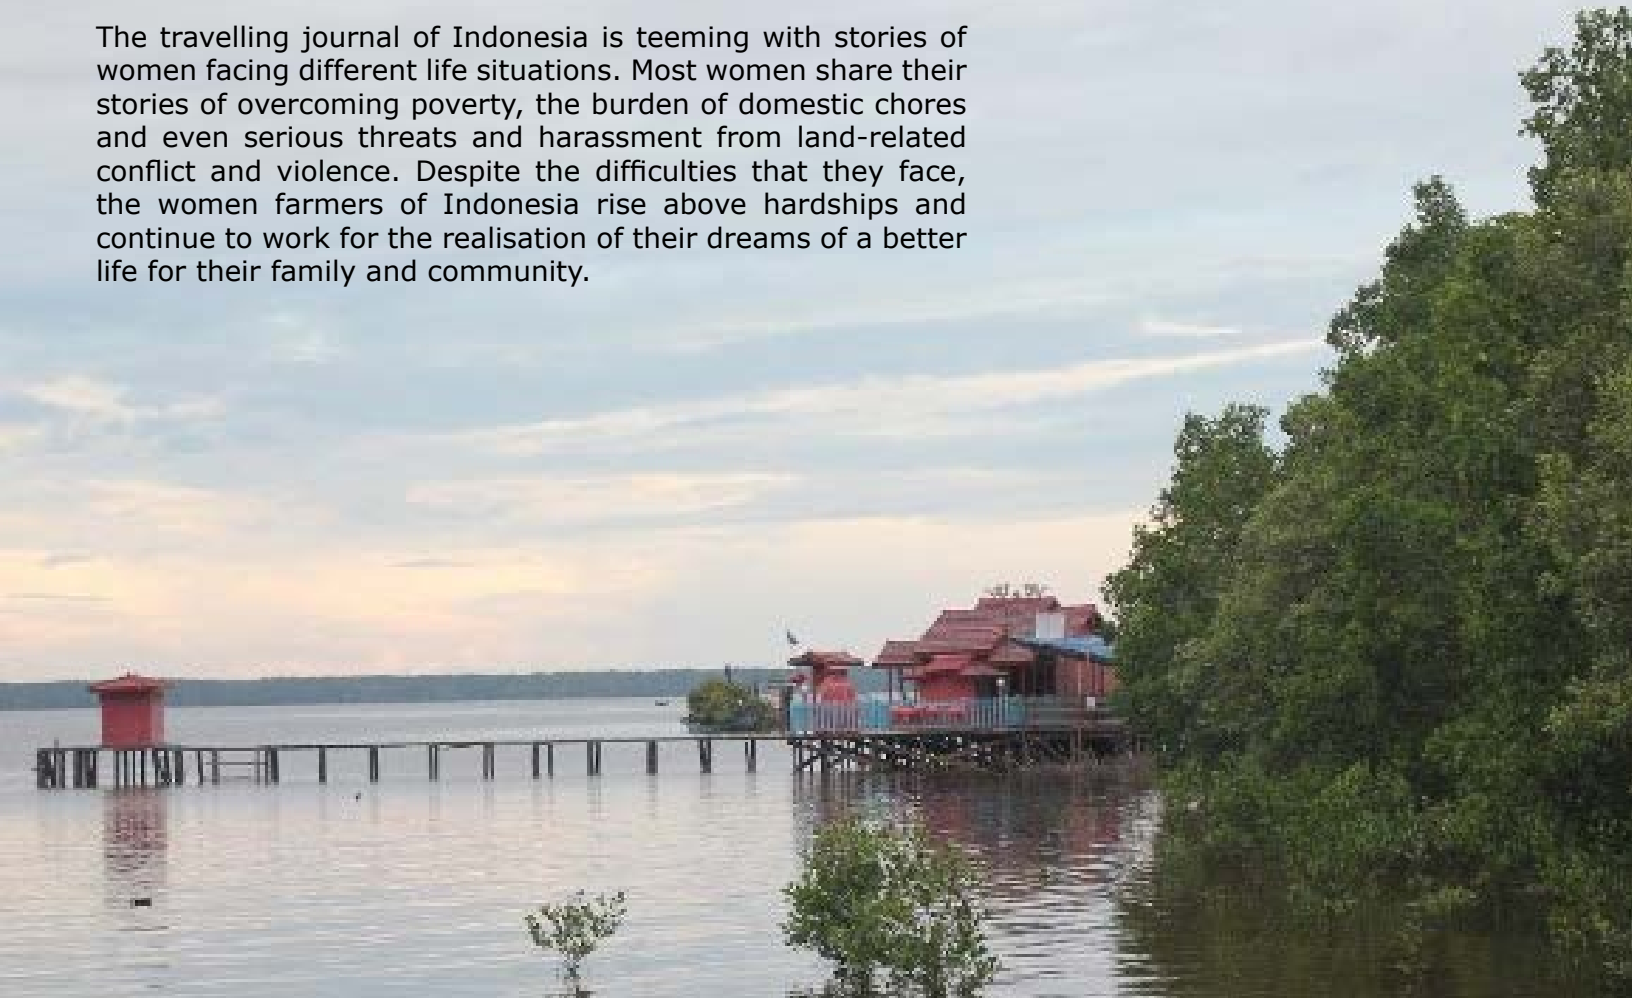 The travelling journal of Indonesia is teeming with stories of
women facing different life situations. Most women share their
stories of overcoming poverty, the burden of domestic chores
and even serious threats and harassment from land-related
conflict and violence. Despite the difficulties that they face,
the women farmers of Indonesia rise above hardships and
continue to work for the realisation of their dreams of a better
life for their family and community.